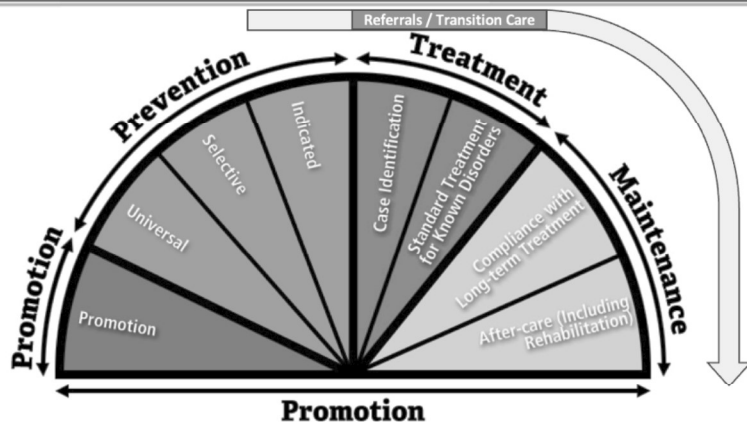 Referrals / Transition Care
Treatment
Prevention
Promotion
Maintenance
Promotion
Universal
Selective
Indicated
Case Identification
Standard Treatment
for Known Disorders
Compliance with
Long-term Treatment
After-care (Including
Rehabilitation)
Promotion